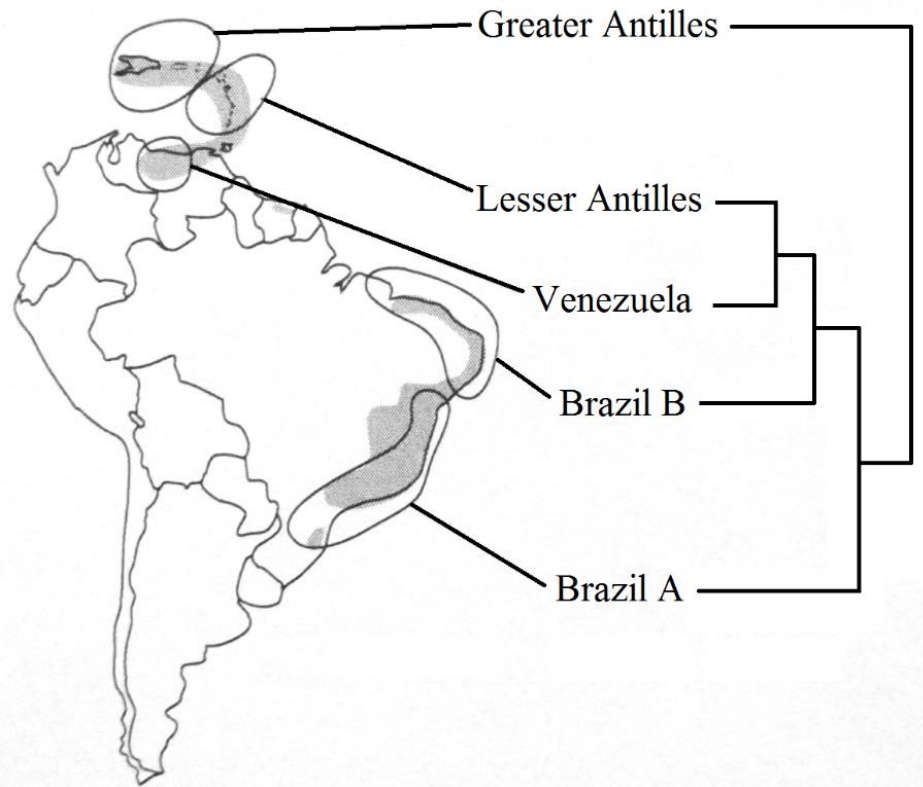 Greater Antilles
Lesser Antilles
Venezuela
Brazil B
Brazil A